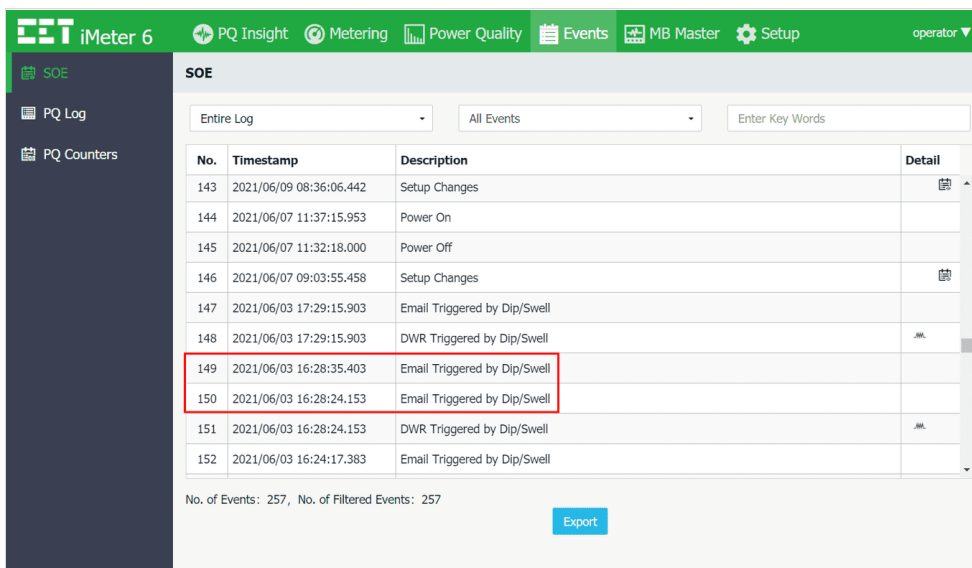 CET iMeter 6 PQ Insight Metering Power Quality Events MB Master Setup operator ▼
SOE
PQ Log
PQ Counters
SOE
Entire Log All Events Enter Key Words
No. Timestamp Description Detail
143 2021/06/09 08:36:06.442 Setup Changes
144 2021/06/07 11:37:15.953 Power On
145 2021/06/07 11:32:18.000 Power Off
146 2021/06/07 09:03:55.458 Setup Changes
147 2021/06/03 17:29:15.903 Email Triggered by Dip/Swell
148 2021/06/03 17:29:15.903 DWR Triggered by Dip/Swell
149 2021/06/03 16:28:35.403 Email Triggered by Dip/Swell
150 2021/06/03 16:28:24.153 Email Triggered by Dip/Swell
151 2021/06/03 16:28:24.153 DWR Triggered by Dip/Swell
152 2021/06/03 16:24:17.383 Email Triggered by Dip/Swell
No. of Events: 257, No. of Filtered Events: 257
Export